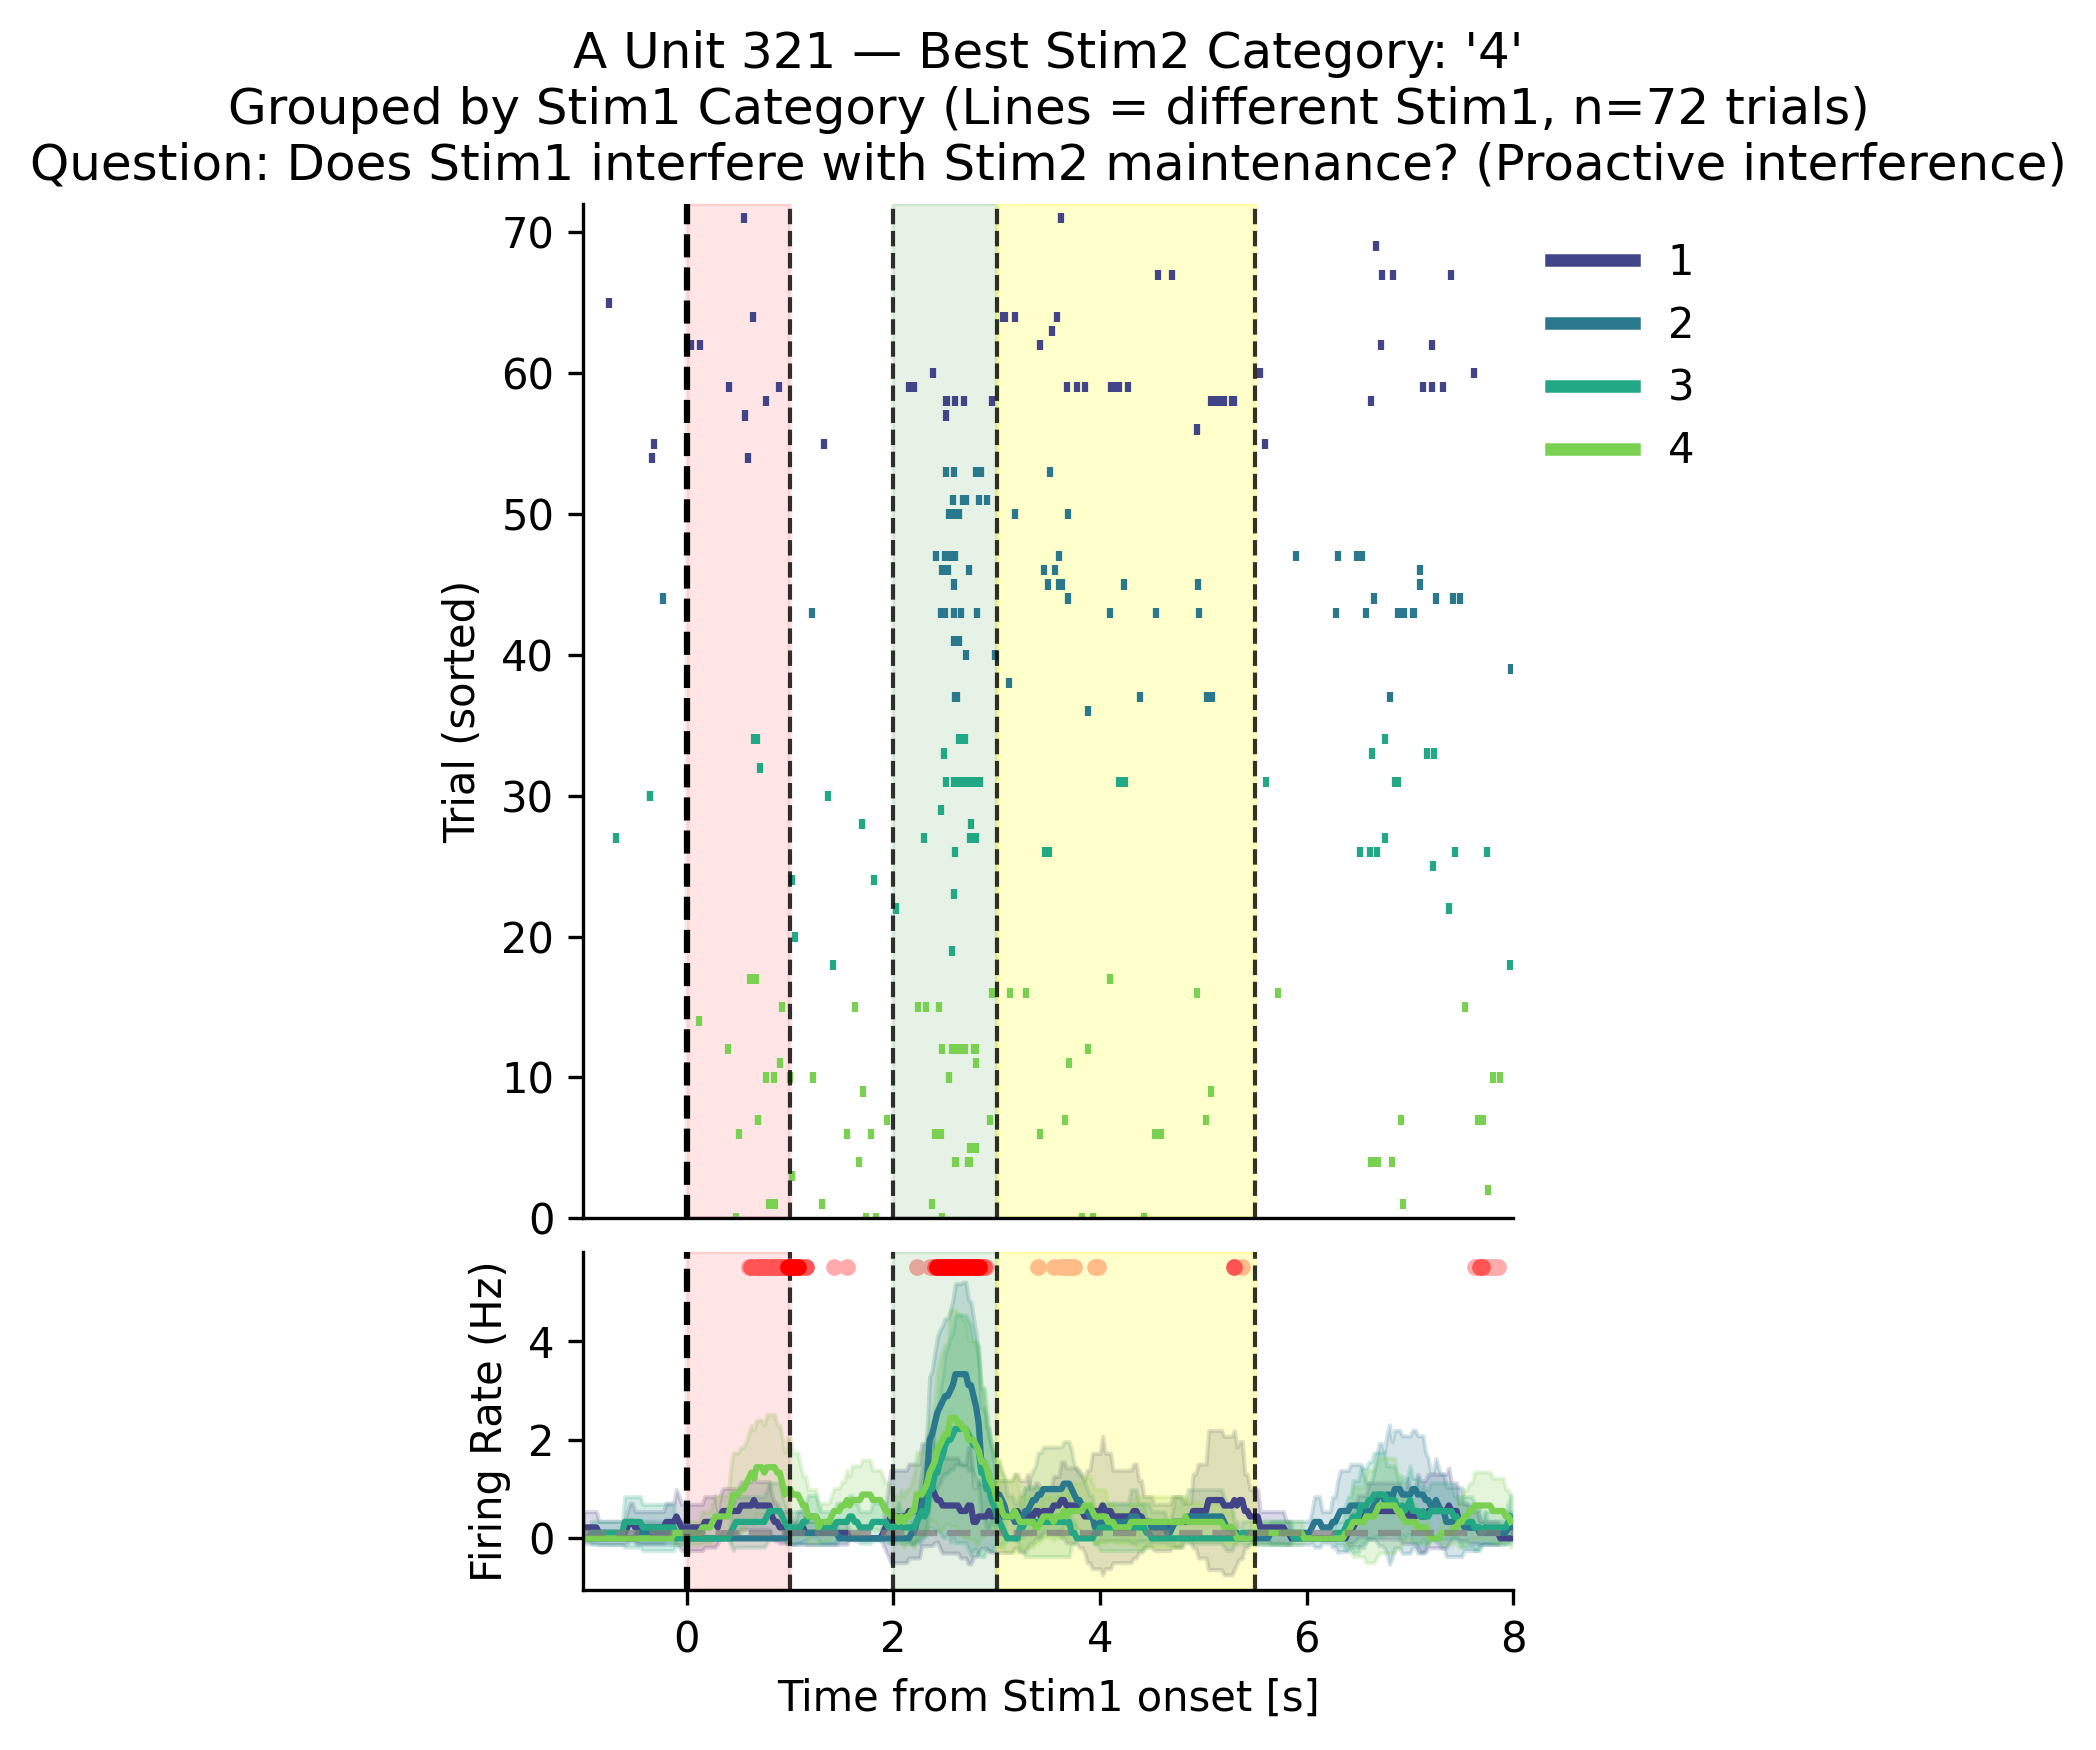 A Unit 321 — Best Stim2 Category: '4'
Grouped by Stim1 Category (Lines = different Stim1, n=72 trials)
Question: Does Stim1 interfere with Stim2 maintenance? (Proactive interference)
70
60
50
40
30
20
10
0
Trial (sorted)
1
2
3
4
4
2
0
Firing Rate (Hz)
0 2 4 6 8
Time from Stim1 onset [s]